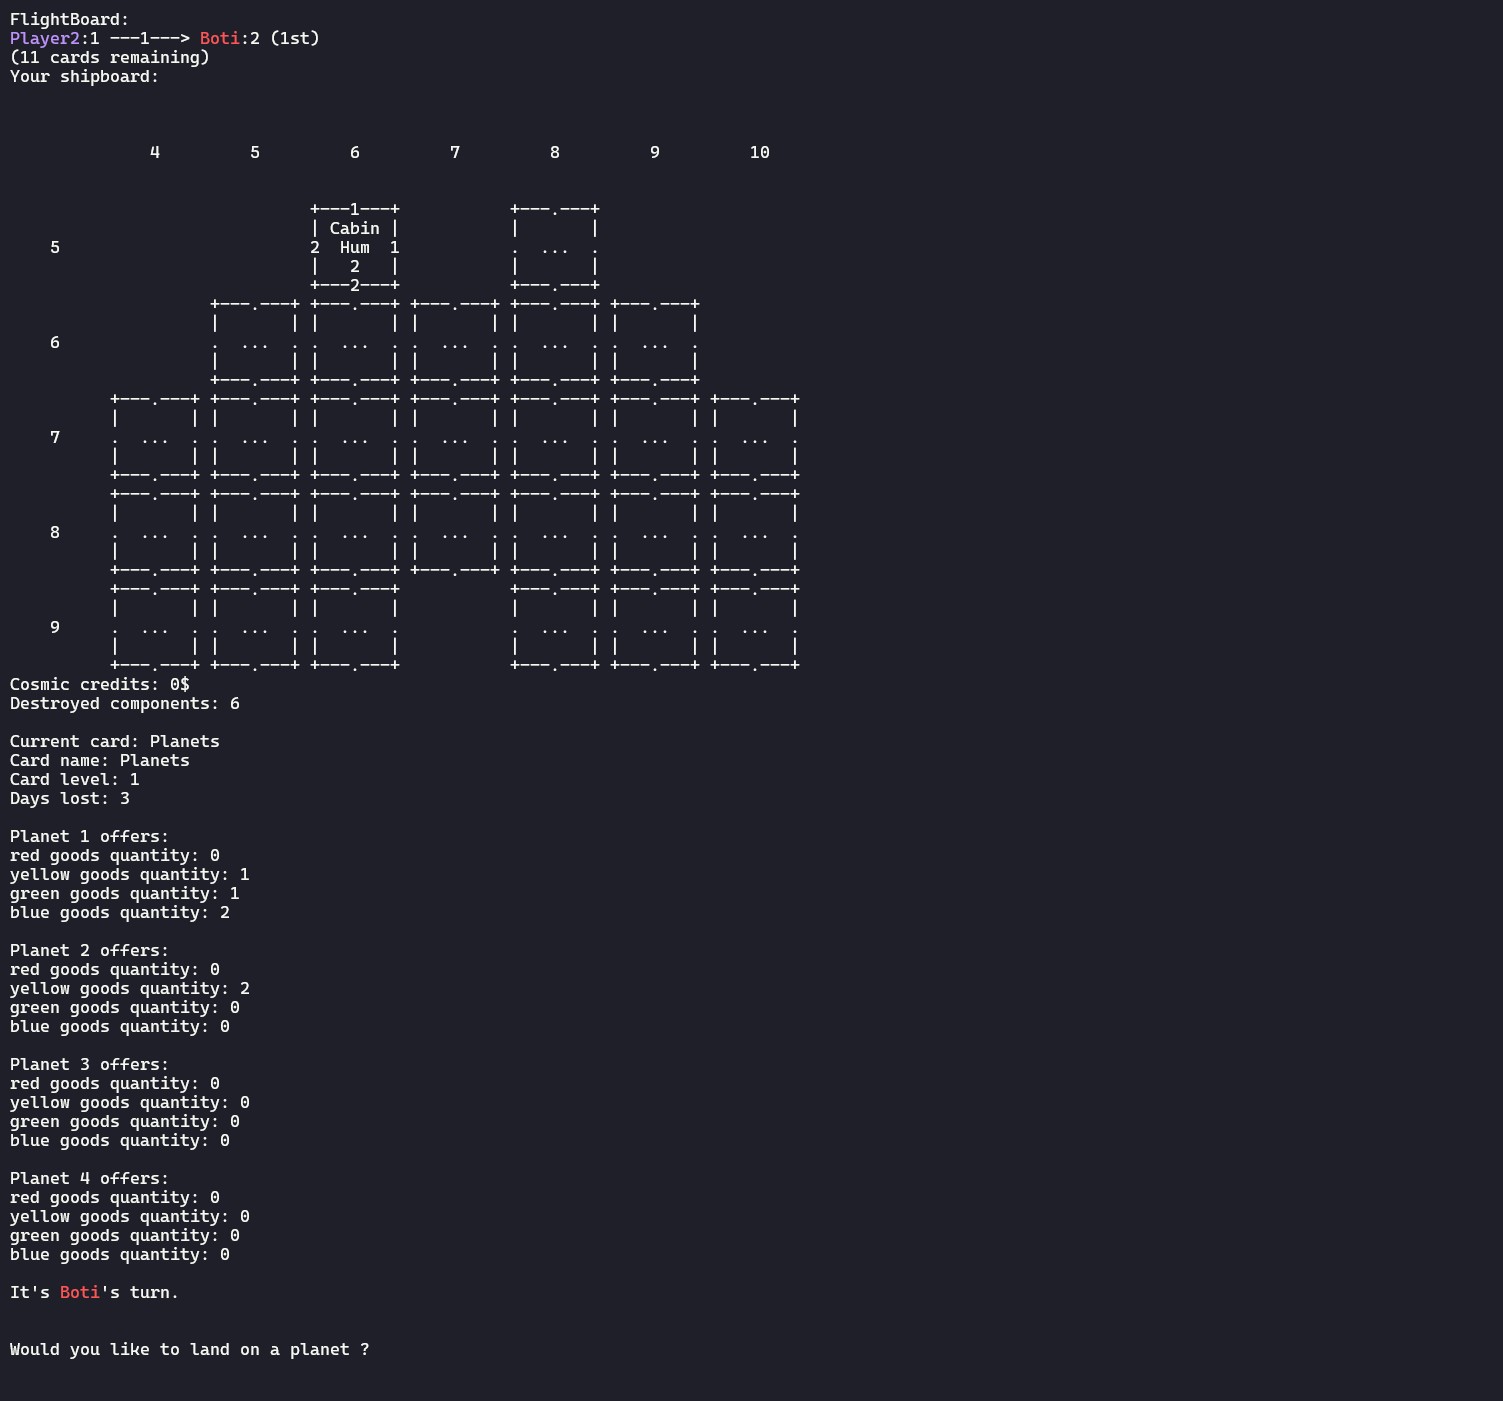 FlightBoard:
Player2:1 ---1---> Boti:2 (1st)
(11 cards remaining)
Your shipboard:
          4         5         6         7         8         9         10
                              +---1---+           +---.---+
                              | Cabin |           |       |
    5                         2  Hum  1           .  ...  .
                              |   2   |           |       |
                              +---2---+           +---.---+
                    +---.---+ +---.---+ +---.---+ +---.---+ +---.---+
                    |       | |       | |       | |       | |       |
    6               .  ...  . .  ...  . .  ...  . .  ...  . .  ...  .
                    |       | |       | |       | |       | |       |
                    +---.---+ +---.---+ +---.---+ +---.---+ +---.---+
          +---.---+ +---.---+ +---.---+ +---.---+ +---.---+ +---.---+ +---.---+
          |       | |       | |       | |       | |       | |       | |       |
    7     .  ...  . .  ...  . .  ...  . .  ...  . .  ...  . .  ...  . .  ...  .
          |       | |       | |       | |       | |       | |       | |       |
          +---.---+ +---.---+ +---.---+ +---.---+ +---.---+ +---.---+ +---.---+
          +---.---+ +---.---+ +---.---+ +---.---+ +---.---+ +---.---+ +---.---+
          |       | |       | |       | |       | |       | |       | |       |
    8     .  ...  . .  ...  . .  ...  . .  ...  . .  ...  . .  ...  . .  ...  .
          |       | |       | |       | |       | |       | |       | |       |
          +---.---+ +---.---+ +---.---+ +---.---+ +---.---+ +---.---+ +---.---+
          +---.---+ +---.---+ +---.---+           +---.---+ +---.---+ +---.---+
          |       | |       | |       |           |       | |       | |       |
    9     .  ...  . .  ...  . .  ...  .           .  ...  . .  ...  . .  ...  .
          |       | |       | |       |           |       | |       | |       |
          +---.---+ +---.---+ +---.---+           +---.---+ +---.---+ +---.---+
Cosmic credits: 0$
Destroyed components: 6
Current card: Planets
Card name: Planets
Card level: 1
Days lost: 3
Planet 1 offers:
red goods quantity: 0
yellow goods quantity: 1
green goods quantity: 1
blue goods quantity: 2
Planet 2 offers:
red goods quantity: 0
yellow goods quantity: 2
green goods quantity: 0
blue goods quantity: 0
Planet 3 offers:
red goods quantity: 0
yellow goods quantity: 0
green goods quantity: 0
blue goods quantity: 0
Planet 4 offers:
red goods quantity: 0
yellow goods quantity: 0
green goods quantity: 0
blue goods quantity: 0
It's Boti's turn.
Would you like to land on a planet ?